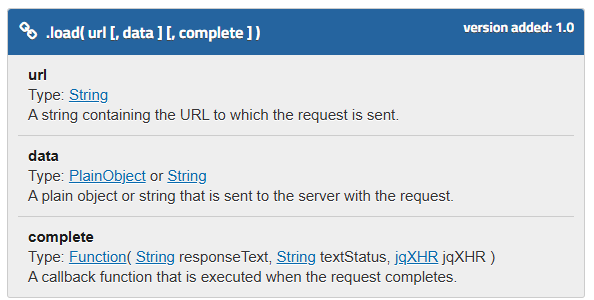 .load( url [, data ] [, complete ] ) version added: 1.0
url
Type: String
A string containing the URL to which the request is sent.
data
Type: PlainObject or String
A plain object or string that is sent to the server with the request.
complete
Type: Function( String responseText, String textStatus, jqXHR jqXHR )
A callback function that is executed when the request completes.